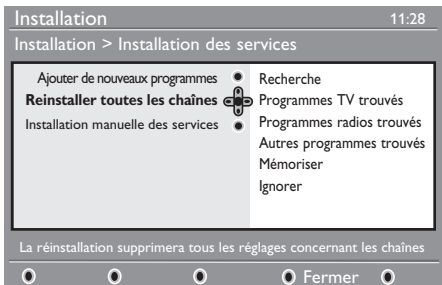 Installation 11:28
Installation > Installation des services
Ajouter de nouveaux programmes
Reinstaller toutes les chaînes
Installation manuelle des services
Recherche
Programmes TV trouvés
Programmes radios trouvés
Autres programmes trouvés
Mémoriser
Ignorer
La réinstallation supprimera tous les réglages concernant les chaînes
Fermer